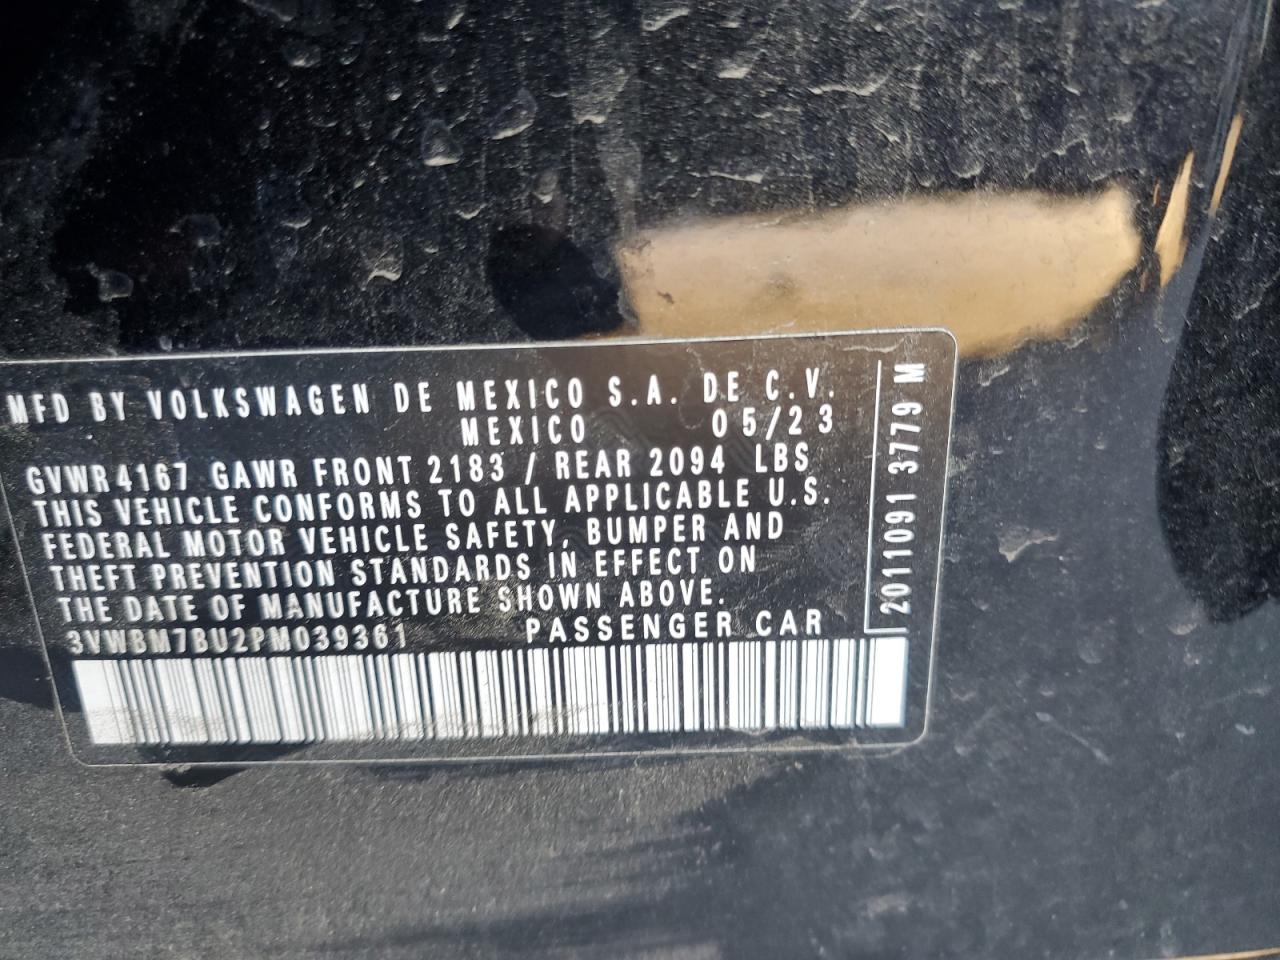 MFD BY VOLKSWAGEN DE MEXICO S.A. DE C.V.
MEXICO 05/23
GVWR 4167 GAWR FRONT 2183 / REAR 2094 LBS
THIS VEHICLE CONFORMS TO ALL APPLICABLE U.S.
FEDERAL MOTOR VEHICLE SAFETY, BUMPER AND
THEFT PREVENTION STANDARDS IN EFFECT ON
THE DATE OF MANUFACTURE SHOWN ABOVE.
3VWBM7BU2PM039361 PASSENGER CAR
2011091 3779 M